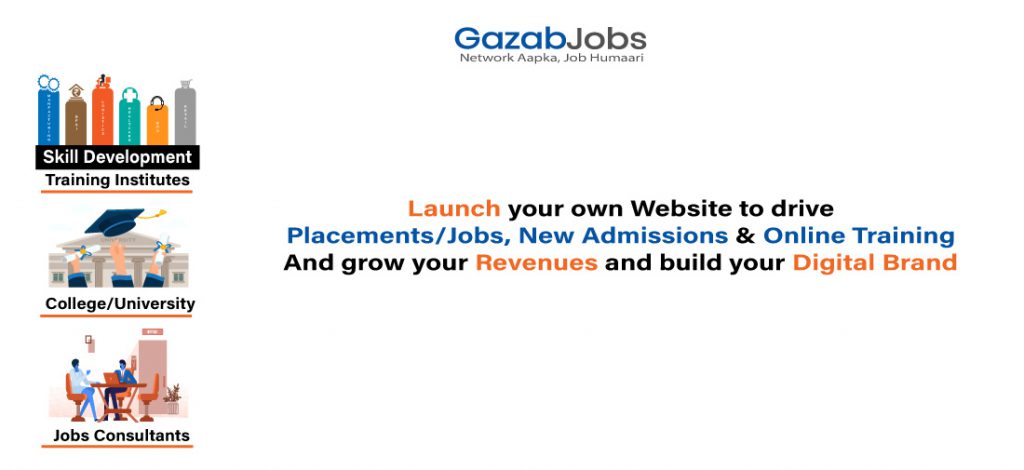 GazabJobs
Network Aapka, Job Humaari
Skill Development
Training Institutes
UNIVERSITY
College/University
Jobs Consultants
Launch your own Website to drive
Placements/Jobs, New Admissions & Online Training
And grow your Revenues and build your Digital Brand